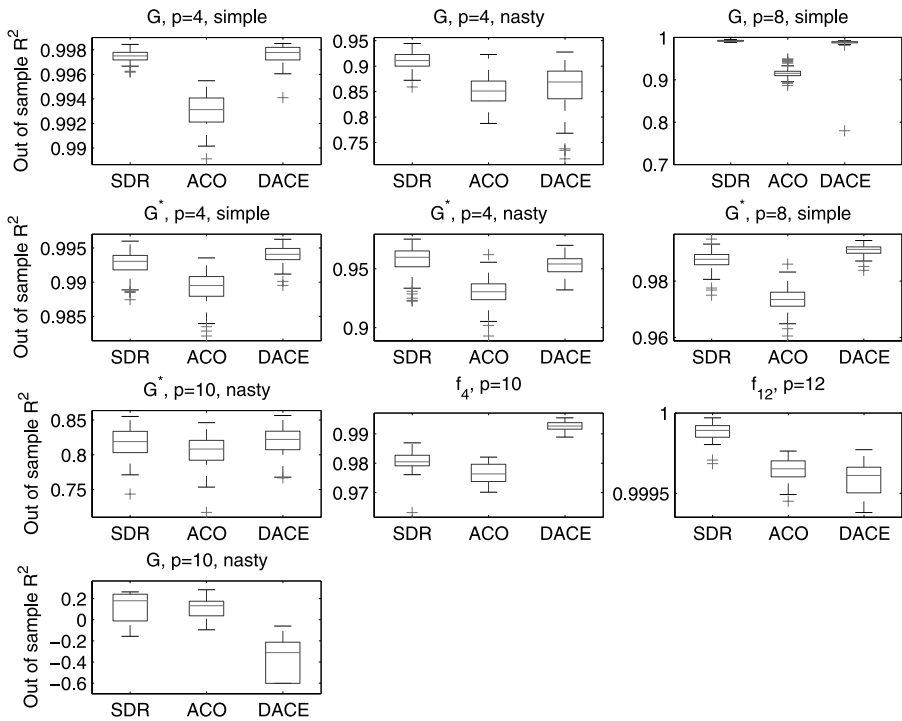 G, p=4, simple
Out of sample R²
0.998
0.996
0.994
0.992
0.99
SDR ACO DACE
G, p=4, nasty
0.95
0.9
0.85
0.8
0.75
SDR ACO DACE
G, p=8, simple
1
0.9
0.8
0.7
SDR ACO DACE
G*, p=4, simple
Out of sample R²
0.995
0.99
0.985
SDR ACO DACE
G*, p=4, nasty
0.95
0.9
SDR ACO DACE
G*, p=8, simple
0.98
0.96
SDR ACO DACE
G*, p=10, nasty
Out of sample R²
0.85
0.8
0.75
SDR ACO DACE
f₄, p=10
0.99
0.98
0.97
SDR ACO DACE
f₁₂, p=12
1
0.9995
SDR ACO DACE
G, p=10, nasty
Out of sample R²
0.2
0
−0.2
−0.4
−0.6
SDR ACO DACE